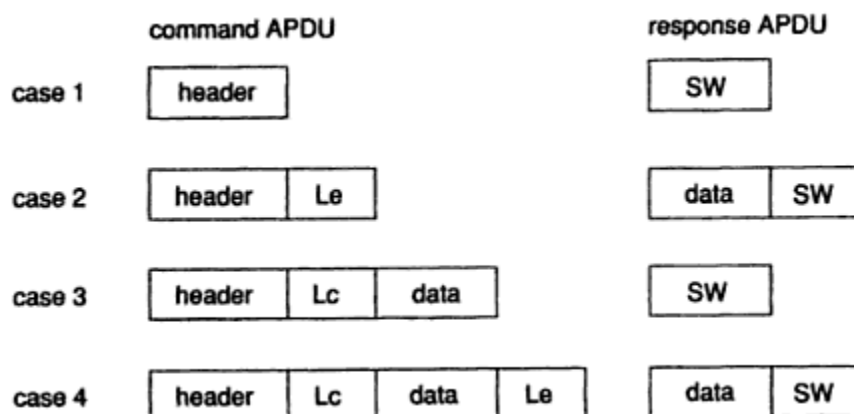 command APDU response APDU
case 1 header SW
case 2 header Le data SW
case 3 header Lc data SW
case 4 header Lc data Le data SW